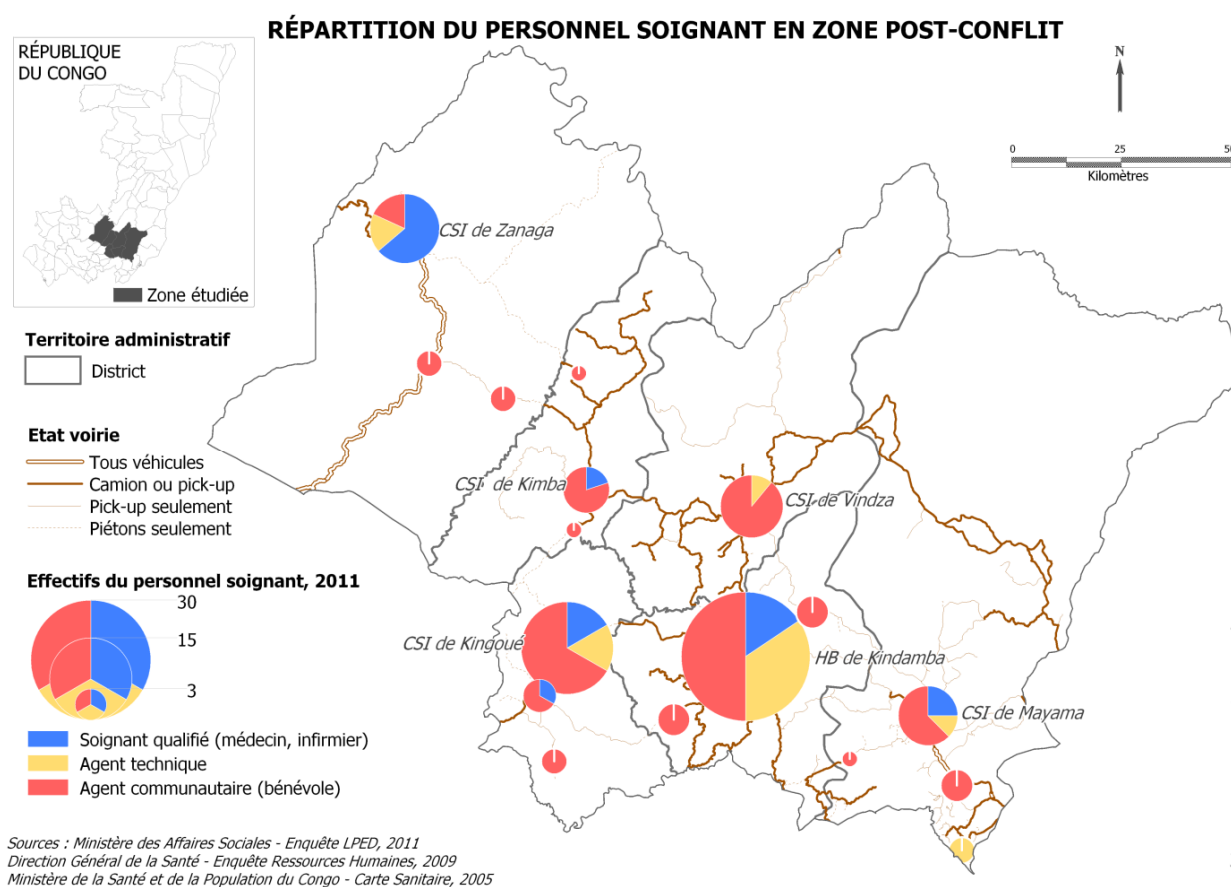 RÉPARTITION DU PERSONNEL SOIGNANT EN ZONE POST-CONFLIT
RÉPUBLIQUE
DU CONGO
Zone étudiée
N
0 25 50
Kilomètres
Territoire administratif
District
Etat voirie
Tous véhicules
Camion ou pick-up
Pick-up seulement
Piétons seulement
Effectifs du personnel soignant, 2011
30
15
3
Soignant qualifié (médecin, infirmier)
Agent technique
Agent communautaire (bénévole)
CSI de Zanaga
CSI de Kimba
CSI de Vindza
CSI de Kingoué
HB de Kindamba
CSI de Mayama
Sources : Ministère des Affaires Sociales - Enquête LPED, 2011
Direction Général de la Santé - Enquête Ressources Humaines, 2009
Ministère de la Santé et de la Population du Congo - Carte Sanitaire, 2005